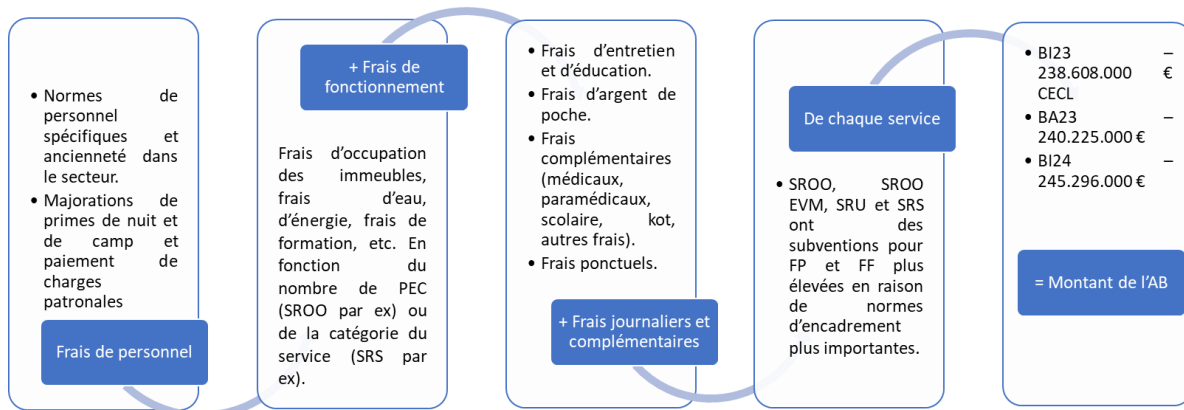 • Normes de
personnel
spécifiques et
ancienneté dans
le secteur.
• Majorations de
primes de nuit et
de camp et
paiement de
charges
patronales
Frais de personnel
+ Frais de
fonctionnement
Frais d'occupation
des immeubles,
frais d'eau,
d'énergie, frais de
formation, etc. En
fonction du
nombre de PEC
(SROO par ex) ou
de la catégorie du
service (SRS par
ex).
• Frais d'entretien
et d'éducation.
• Frais d'argent de
poche.
• Frais
complémentaires
(médicaux,
paramédicaux,
scolaire, kot,
autres frais).
• Frais ponctuels.
+ Frais journaliers et
complémentaires
De chaque service
• SROO, SROO
EVM, SRU et SRS
ont des
subventions pour
FP et FF plus
élevées en raison
de normes
d'encadrement
plus importantes.
• BI23 –
238.608.000 €
CECL
• BA23 –
240.225.000 €
• BI24 –
245.296.000 €
= Montant de l'AB